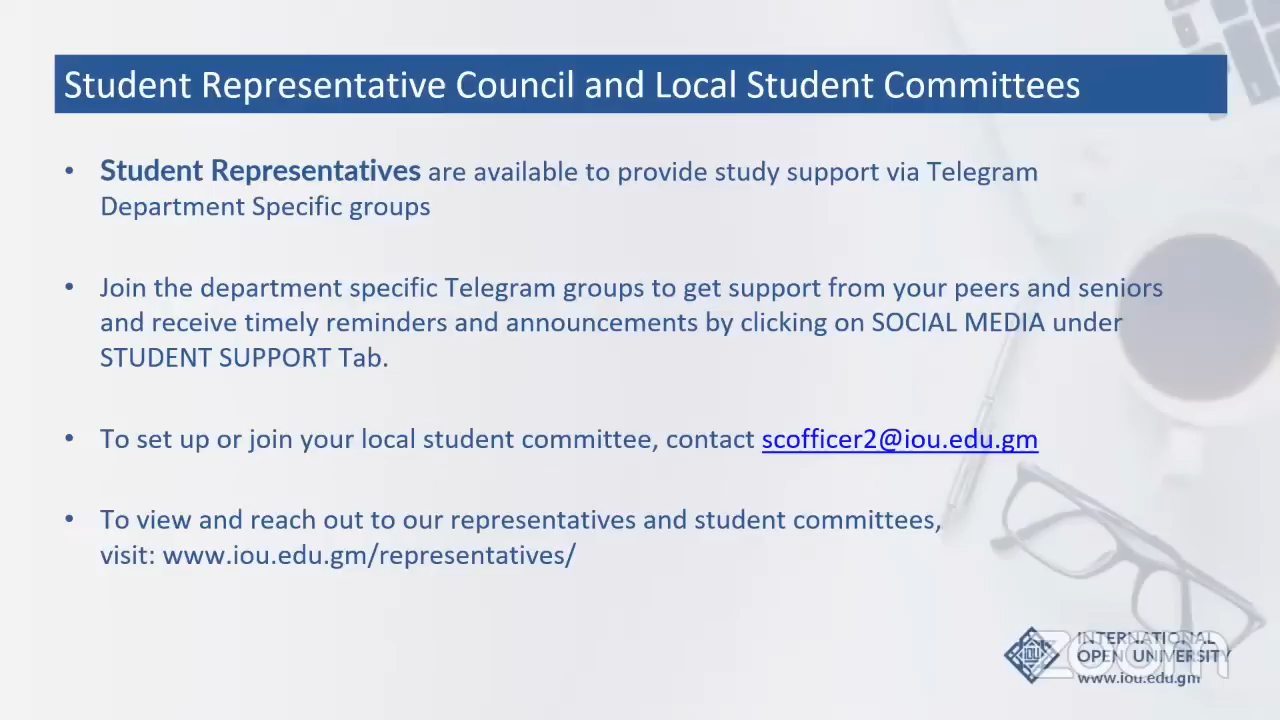 Student Representative Council and Local Student Committees
• Student Representatives are available to provide study support via Telegram
Department Specific groups
• Join the department specific Telegram groups to get support from your peers and seniors
and receive timely reminders and announcements by clicking on SOCIAL MEDIA under
STUDENT SUPPORT Tab.
• To set up or join your local student committee, contact scofficer2@iou.edu.gm
• To view and reach out to our representatives and student committees,
visit: www.iou.edu.gm/representatives/
IOU
INTERNATIONAL
OPEN UNIVERSITY
www.iou.edu.gm
zoom